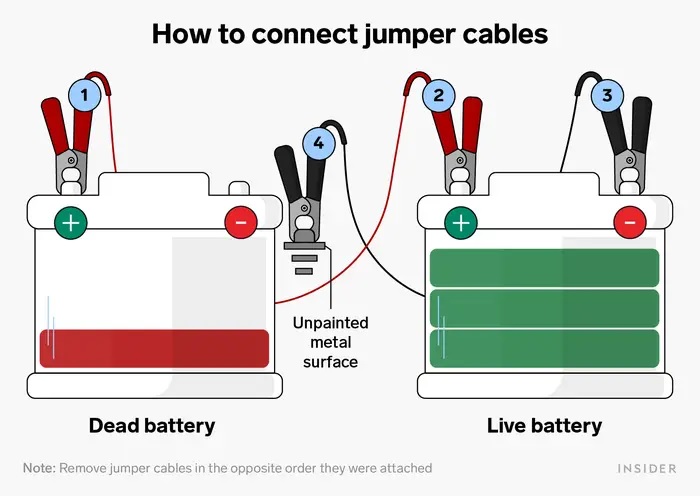 How to connect jumper cables
1
2
3
4
+
-
+
-
Unpainted
metal
surface
Dead battery
Live battery
Note: Remove jumper cables in the opposite order they were attached
INSIDER